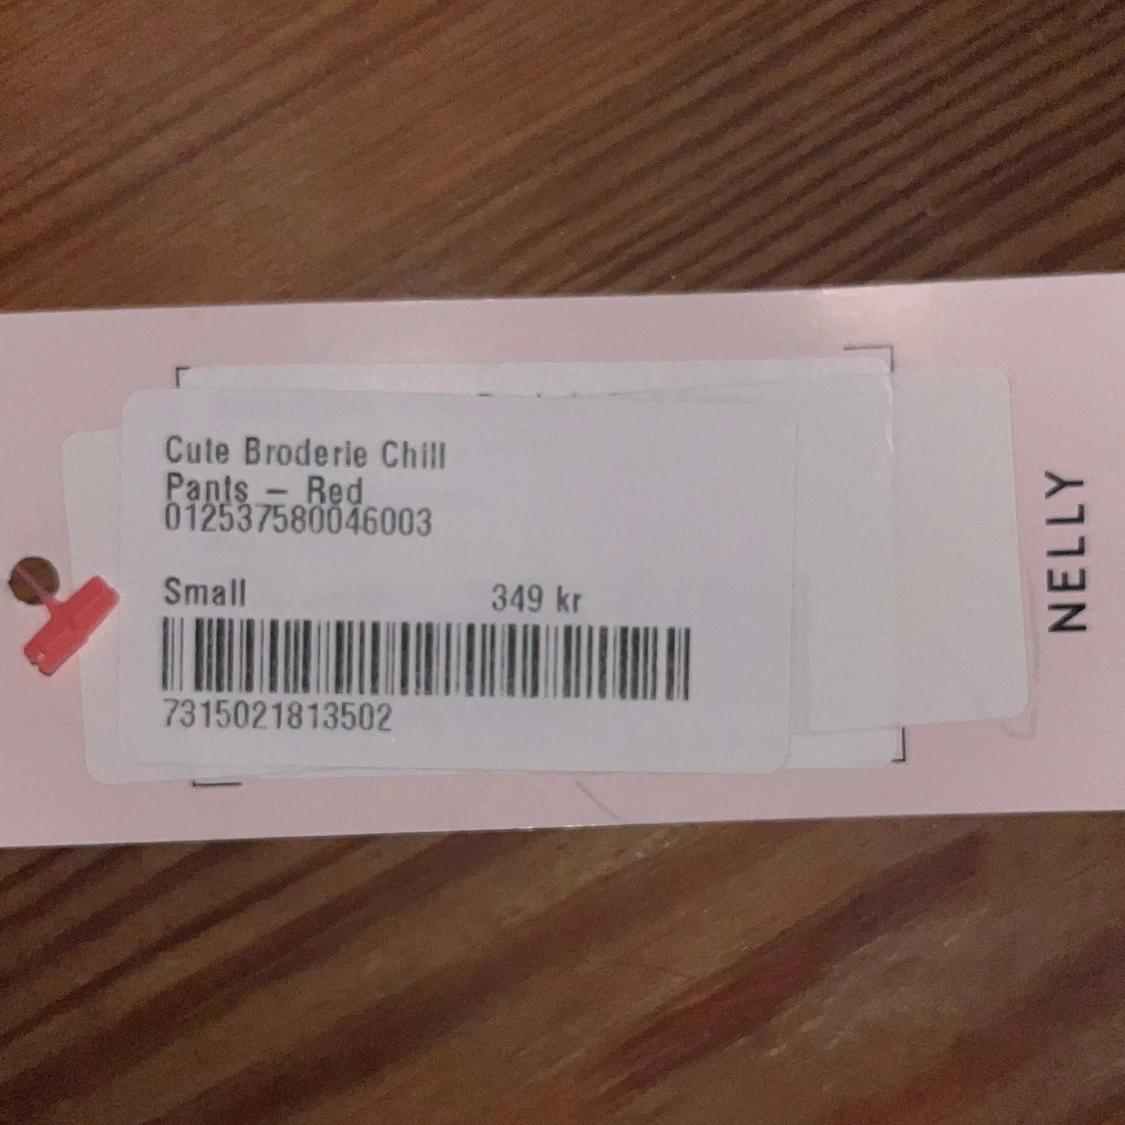 Cute Broderie Chill
Pants – Red
012537580046003
Small 349 kr
7315021813502
NELLY